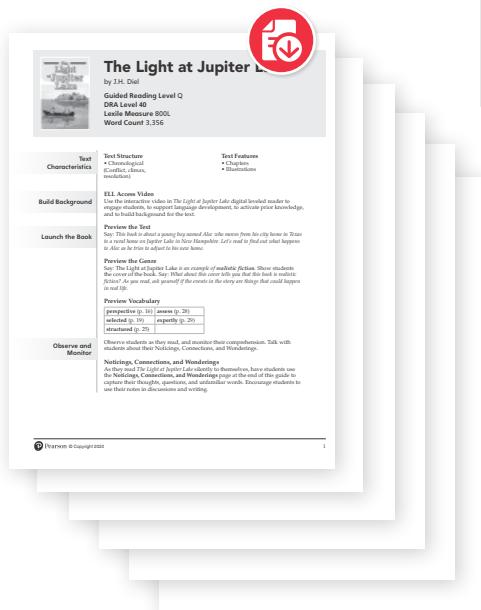 The Light at Jupiter L
by J.H. Diel
Guided Reading Level Q
DRA Level 40
Lexile Measure 800L
Word Count 3,356
The
Light
at Jupiter
Lake
Text
Characteristics
Text Structure
• Chronological
(Conflict, climax,
resolution)
Text Features
• Chapters
• Illustrations
Build Background
ELL Access Video
Use the interactive video in The Light at Jupiter Lake digital leveled reader to
engage students, to support language development, to activate prior knowledge,
and to build background for the text.
Launch the Book
Preview the Text
Say: This book is about a young boy named Alec who moves from his city home in Texas
to a rural home on Jupiter Lake in New Hampshire. Let's read to find out what happens
to Alec as he tries to adjust to his new home.
Preview the Genre
Say: The Light at Jupiter Lake is an example of realistic fiction. Show students
the cover of the book. Say: What about this cover tells you that this book is realistic
fiction? As you read, ask yourself if the events in the story are things that could happen
in real life.
Preview Vocabulary
perspective (p. 16) assess (p. 28)
selected (p. 19) expertly (p. 29)
structured (p. 25)
Observe and
Monitor
Observe students as they read, and monitor their comprehension. Talk with
students about their Noticings, Connections, and Wonderings.
Noticings, Connections, and Wonderings
As they read The Light at Jupiter Lake silently to themselves, have students use
the Noticings, Connections, and Wonderings page at the end of this guide to
capture their thoughts, questions, and unfamiliar words. Encourage students to
use their notes in discussions and writing.
Pearson © Copyright 2020
1